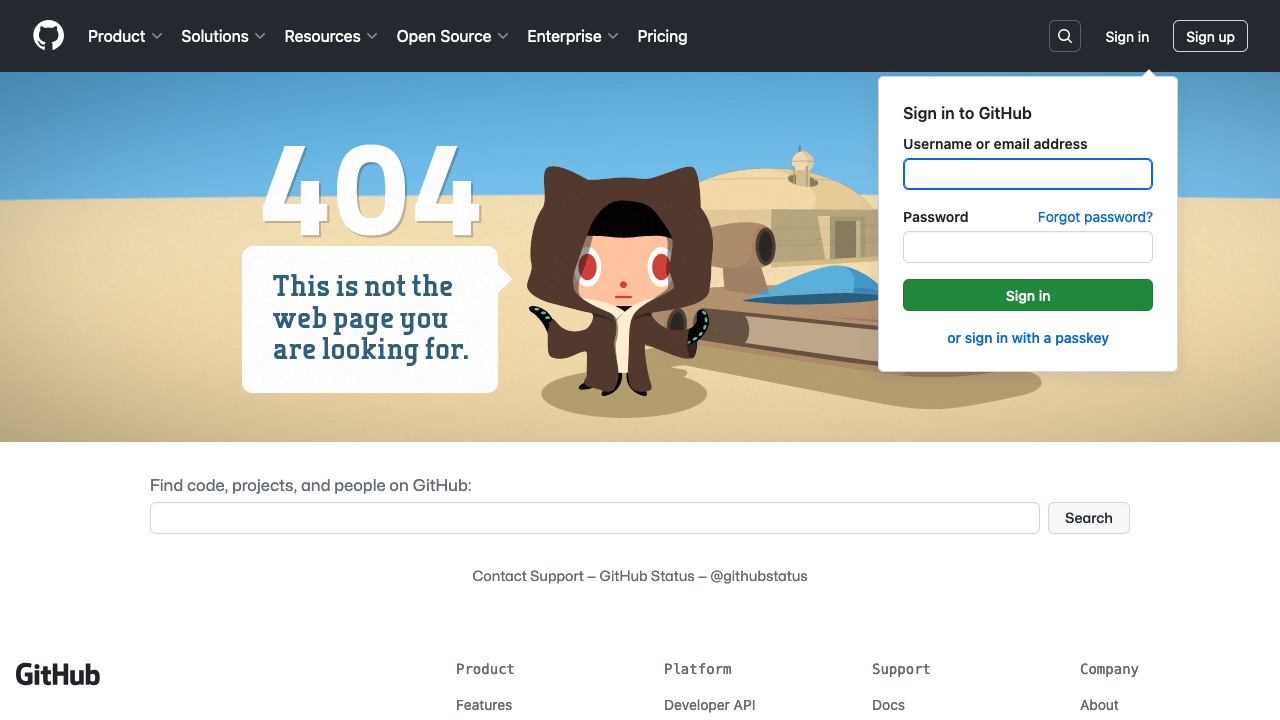 Product Solutions Resources Open Source Enterprise Pricing Sign in Sign up
404
This is not the
web page you
are looking for.
Sign in to GitHub
Username or email address
Password Forgot password?
Sign in
or sign in with a passkey
Find code, projects, and people on GitHub:
Search
Contact Support — GitHub Status — @githubstatus
GitHub
Product Platform Support Company
Features Developer API Docs About